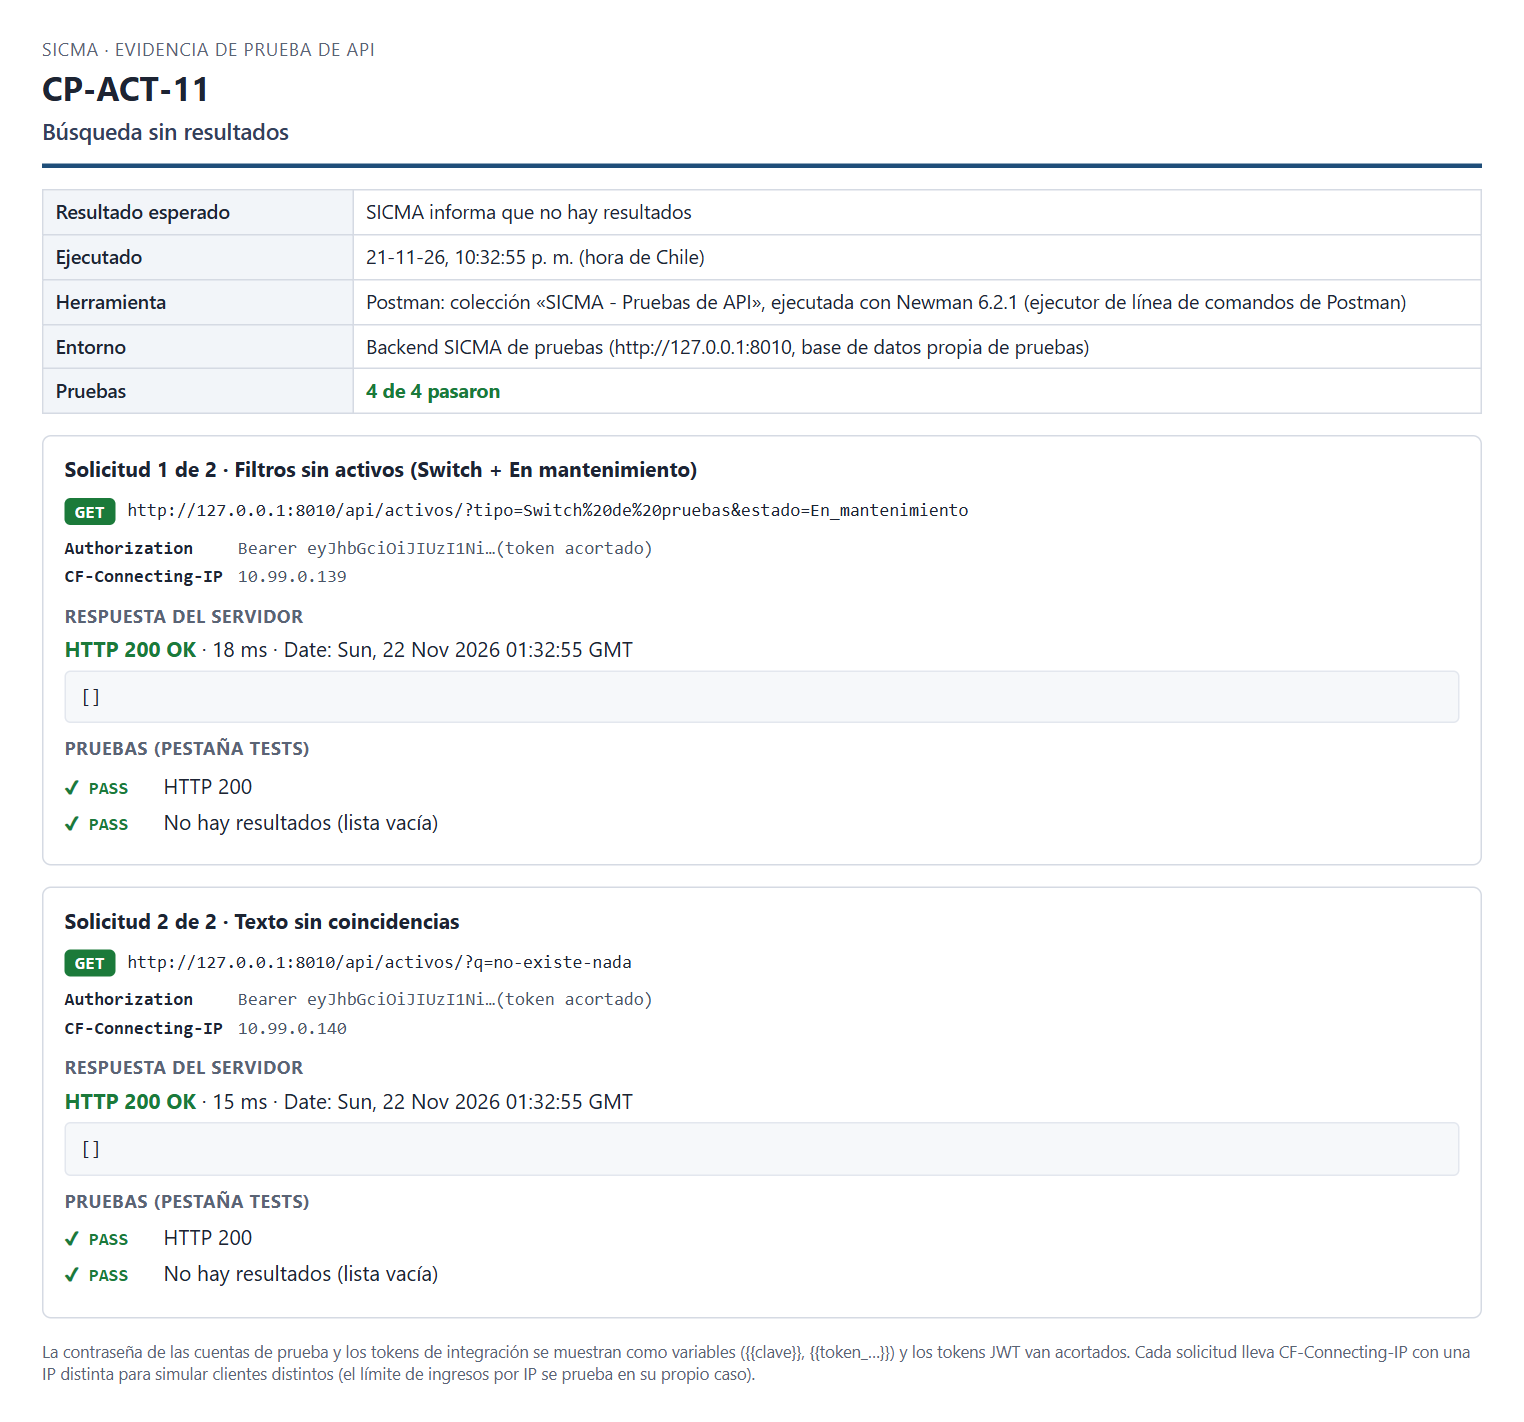 SICMA · EVIDENCIA DE PRUEBA DE API
CP-ACT-11
Búsqueda sin resultados
Resultado esperado SICMA informa que no hay resultados
Ejecutado 21-11-26, 10:32:55 p. m. (hora de Chile)
Herramienta Postman: colección «SICMA - Pruebas de API», ejecutada con Newman 6.2.1 (ejecutor de línea de comandos de Postman)
Entorno Backend SICMA de pruebas (http://127.0.0.1:8010, base de datos propia de pruebas)
Pruebas 4 de 4 pasaron
Solicitud 1 de 2 · Filtros sin activos (Switch + En mantenimiento)
GET http://127.0.0.1:8010/api/activos/?tipo=Switch%20de%20pruebas&estado=En_mantenimiento
Authorization Bearer eyJhbGciOiJIUzI1Ni…(token acortado)
CF-Connecting-IP 10.99.0.139
RESPUESTA DEL SERVIDOR
HTTP 200 OK · 18 ms · Date: Sun, 22 Nov 2026 01:32:55 GMT
[]
PRUEBAS (PESTAÑA TESTS)
✔ PASS HTTP 200
✔ PASS No hay resultados (lista vacía)
Solicitud 2 de 2 · Texto sin coincidencias
GET http://127.0.0.1:8010/api/activos/?q=no-existe-nada
Authorization Bearer eyJhbGciOiJIUzI1Ni…(token acortado)
CF-Connecting-IP 10.99.0.140
RESPUESTA DEL SERVIDOR
HTTP 200 OK · 15 ms · Date: Sun, 22 Nov 2026 01:32:55 GMT
[]
PRUEBAS (PESTAÑA TESTS)
✔ PASS HTTP 200
✔ PASS No hay resultados (lista vacía)
La contraseña de las cuentas de prueba y los tokens de integración se muestran como variables ({{clave}}, {{token_…}}) y los tokens JWT van acortados. Cada solicitud lleva CF-Connecting-IP con una
IP distinta para simular clientes distintos (el límite de ingresos por IP se prueba en su propio caso).